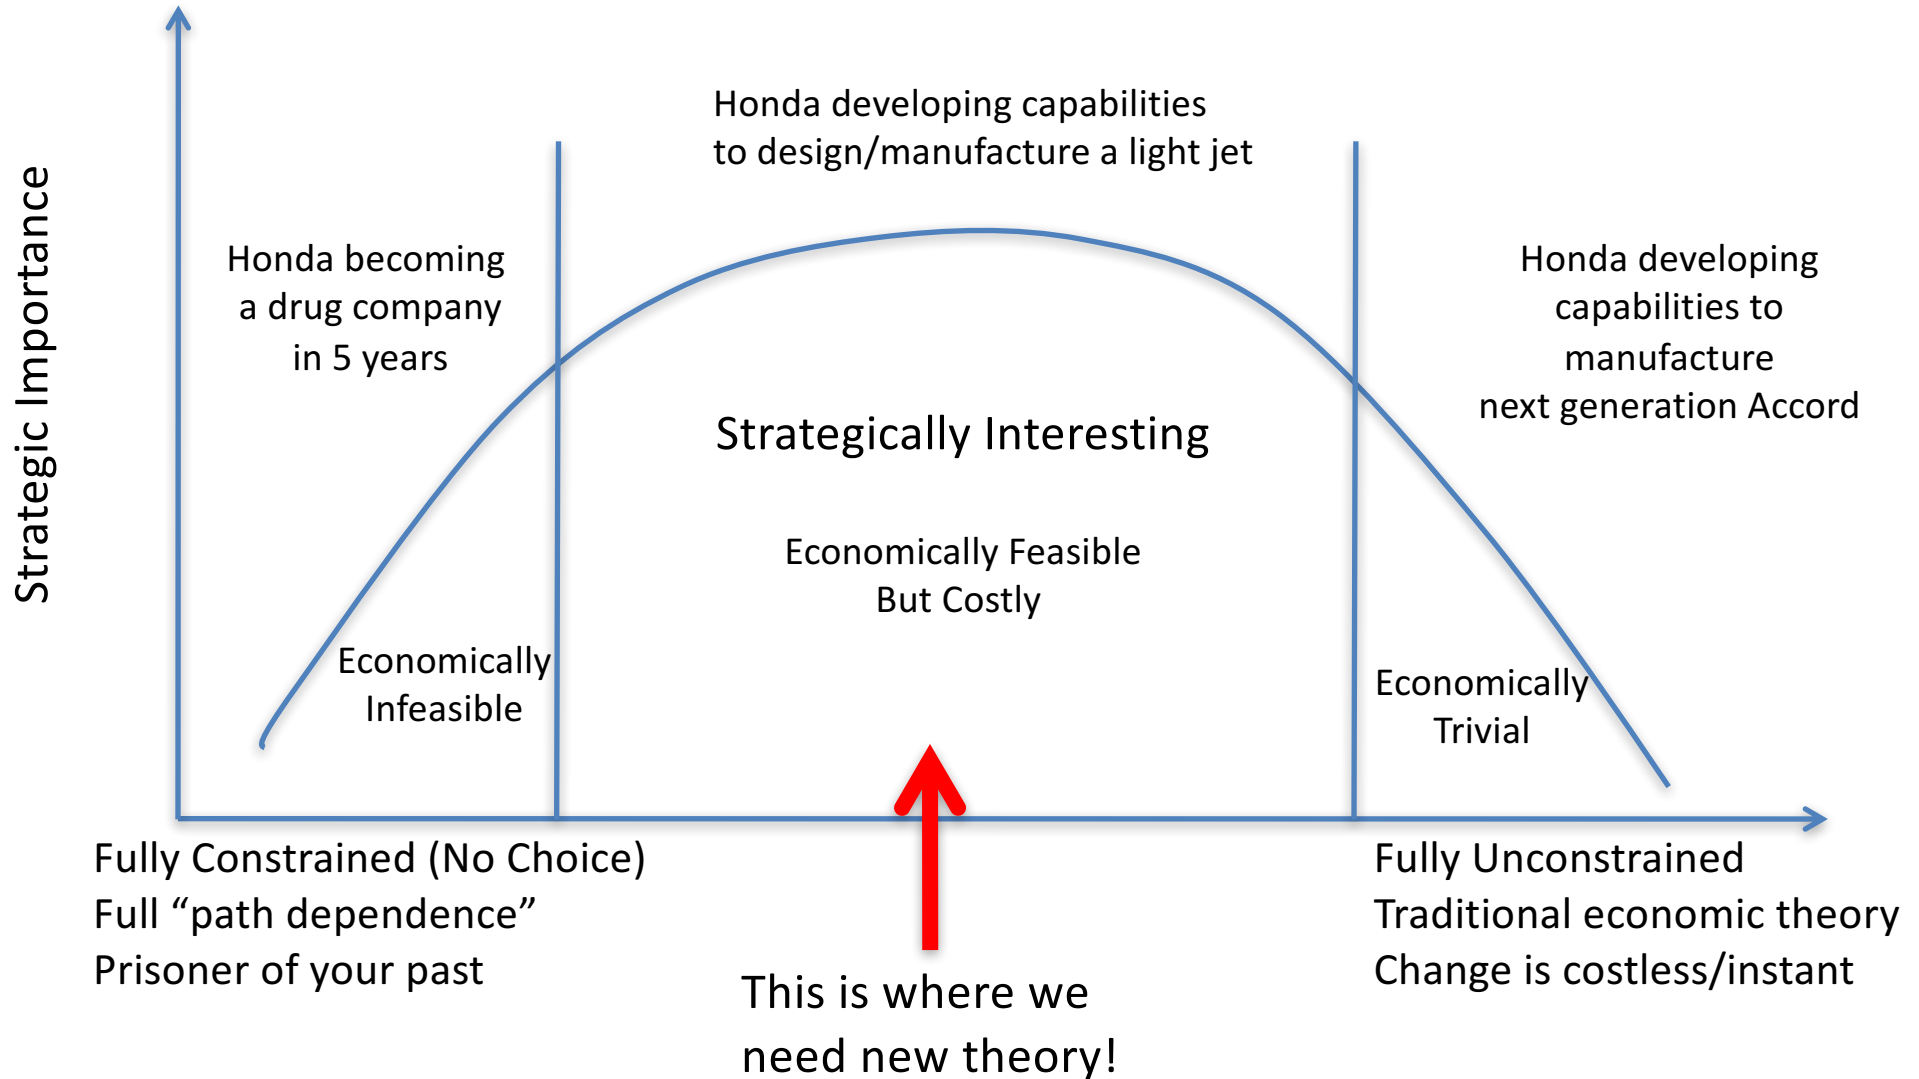 Strategic Importance
Honda becoming
a drug company
in 5 years
Honda developing capabilities
to design/manufacture a light jet
Honda developing
capabilities to
manufacture
next generation Accord
Strategically Interesting
Economically Feasible
But Costly
Economically
Infeasible
Economically
Trivial
Fully Constrained (No Choice)
Full “path dependence”
Prisoner of your past
This is where we
need new theory!
Fully Unconstrained
Traditional economic theory
Change is costless/instant